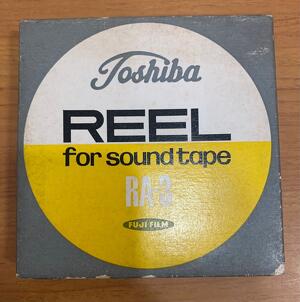 Toshiba
REEL
for sound tape
RA-3
FUJI FILM